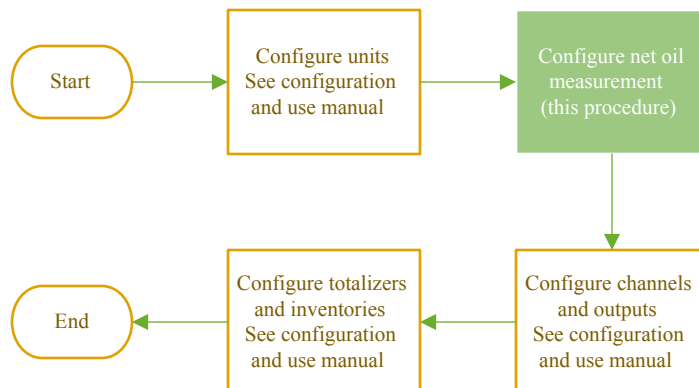 Start
Configure units
See configuration
and use manual
Configure net oil
measurement
(this procedure)
Configure channels
and outputs
See configuration
and use manual
Configure totalizers
and inventories
See configuration
and use manual
End